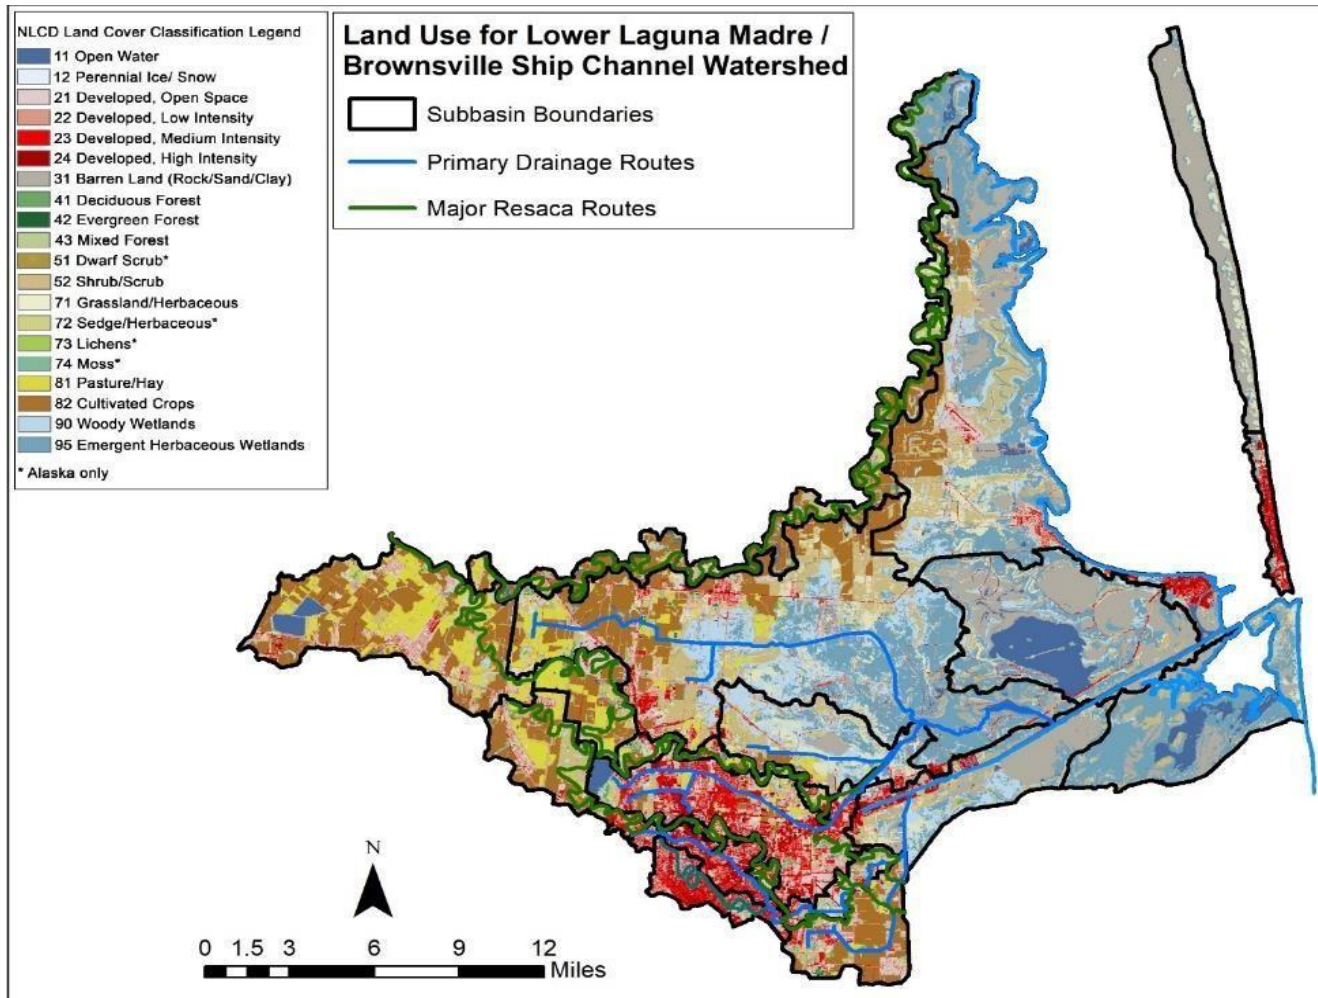 NLCD Land Cover Classification Legend
11 Open Water
12 Perennial Ice/ Snow
21 Developed, Open Space
22 Developed, Low Intensity
23 Developed, Medium Intensity
24 Developed, High Intensity
31 Barren Land (Rock/Sand/Clay)
41 Deciduous Forest
42 Evergreen Forest
43 Mixed Forest
51 Dwarf Scrub*
52 Shrub/Scrub
71 Grassland/Herbaceous
72 Sedge/Herbaceous*
73 Lichens*
74 Moss*
81 Pasture/Hay
82 Cultivated Crops
90 Woody Wetlands
95 Emergent Herbaceous Wetlands
* Alaska only
Land Use for Lower Laguna Madre /
Brownsville Ship Channel Watershed
Subbasin Boundaries
Primary Drainage Routes
Major Resaca Routes
N
0 1.5 3 6 9 12
Miles